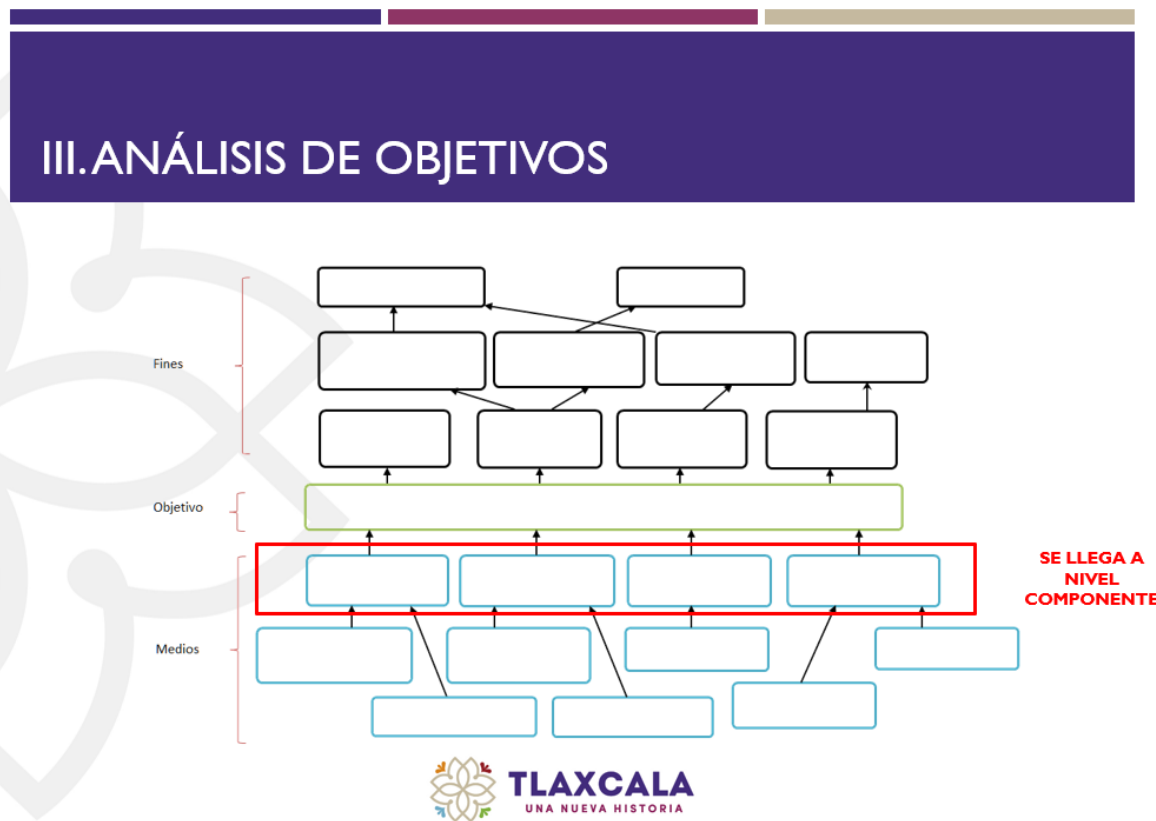 III. ANÁLISIS DE OBJETIVOS
Fines
Objetivo
SE LLEGA A
NIVEL
COMPONENTE
Medios
TLAXCALA
UNA NUEVA HISTORIA